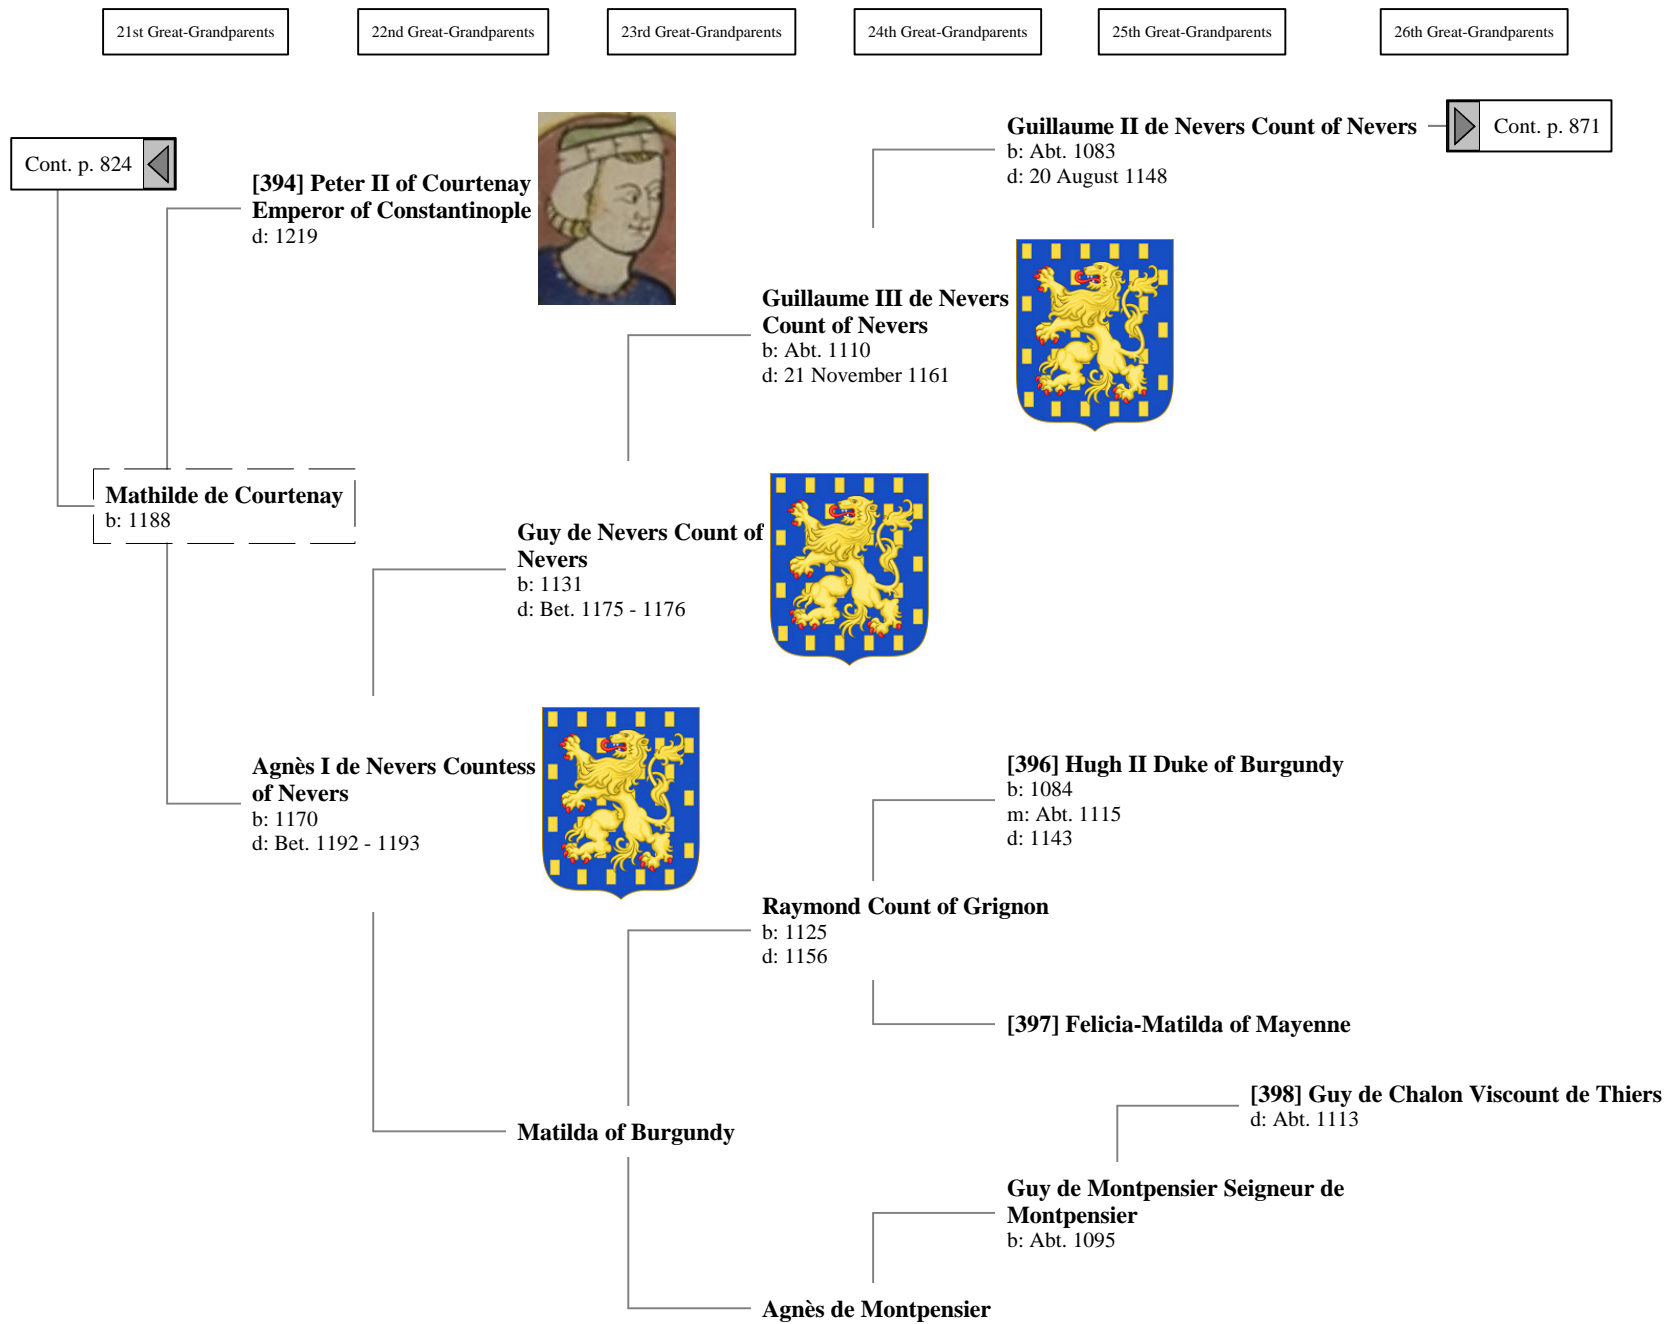 21st Great-Grandparents
22nd Great-Grandparents
23rd Great-Grandparents
24th Great-Grandparents
25th Great-Grandparents
26th Great-Grandparents
Cont. p. 824
[394] Peter II of Courtenay
Emperor of Constantinople
d: 1219
Guillaume II de Nevers Count of Nevers
b: Abt. 1083
d: 20 August 1148
Cont. p. 871
Guillaume III de Nevers
Count of Nevers
b: Abt. 1110
d: 21 November 1161
Mathilde de Courtenay
b: 1188
Guy de Nevers Count of
Nevers
b: 1131
d: Bet. 1175 - 1176
Agnès I de Nevers Countess
of Nevers
b: 1170
d: Bet. 1192 - 1193
[396] Hugh II Duke of Burgundy
b: 1084
m: Abt. 1115
d: 1143
Raymond Count of Grignon
b: 1125
d: 1156
[397] Felicia-Matilda of Mayenne
[398] Guy de Chalon Viscount de Thiers
d: Abt. 1113
Matilda of Burgundy
Guy de Montpensier Seigneur de
Montpensier
b: Abt. 1095
Agnès de Montpensier